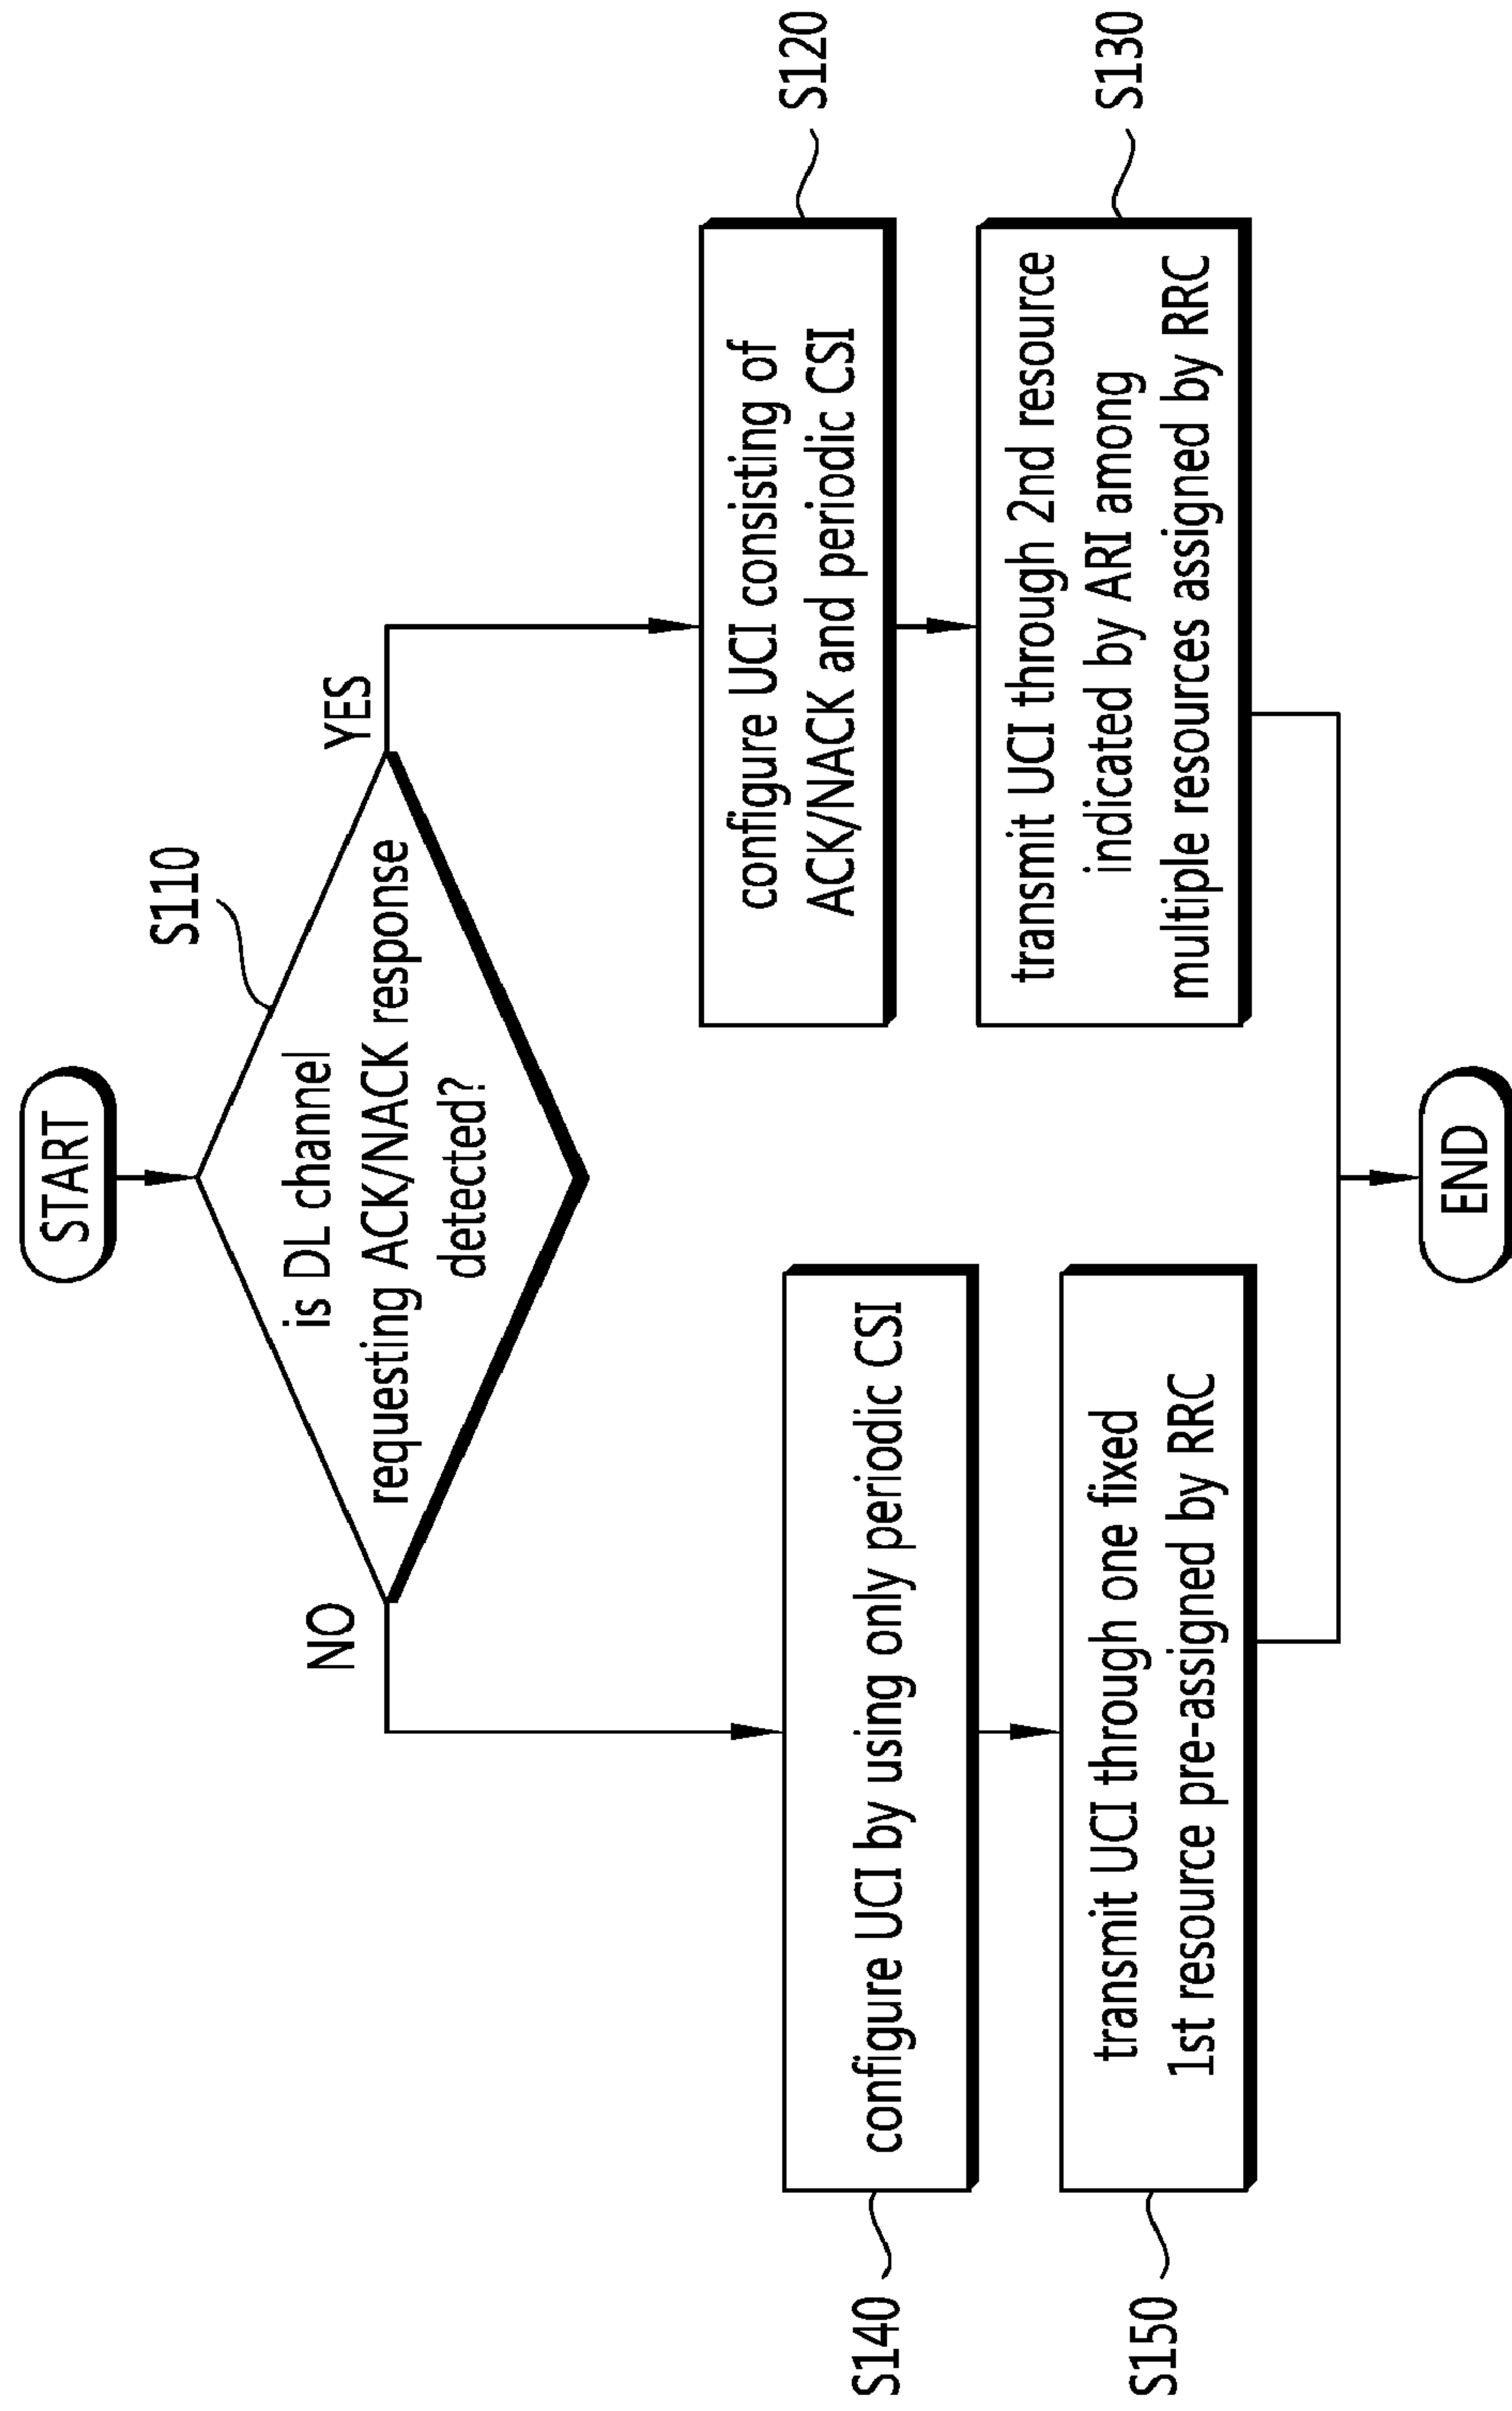 START
S110
is DL channel
requesting ACK/NACK response
detected?
NO
YES
configure UCI consisting of
ACK/NACK and periodic CSI
S120
transmit UCI through 2nd resource
indicated by ARI among
multiple resources assigned by RRC
S130
S140
configure UCI by using only periodic CSI
S150
transmit UCI through one fixed
1st resource pre-assigned by RRC
END